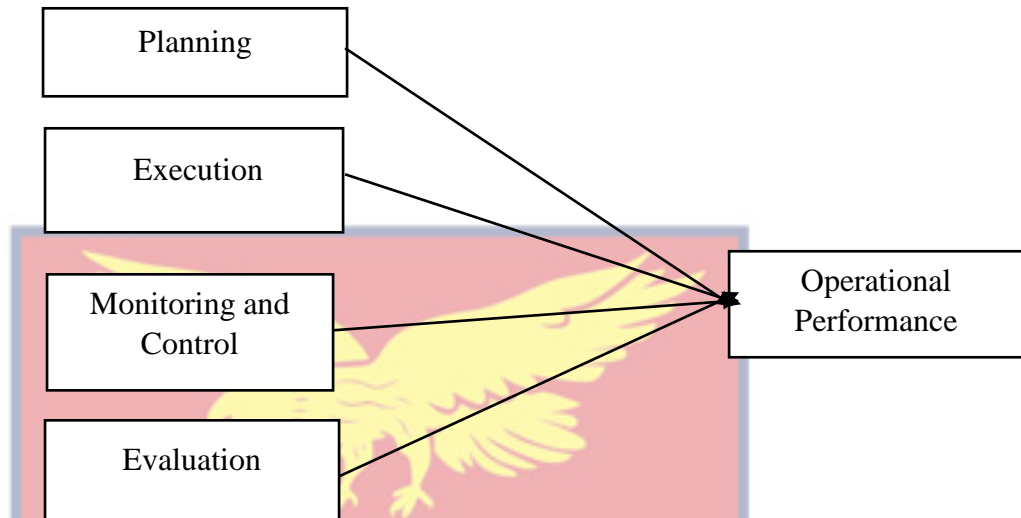 Planning
Execution
Monitoring and
Control
Evaluation
Operational
Performance